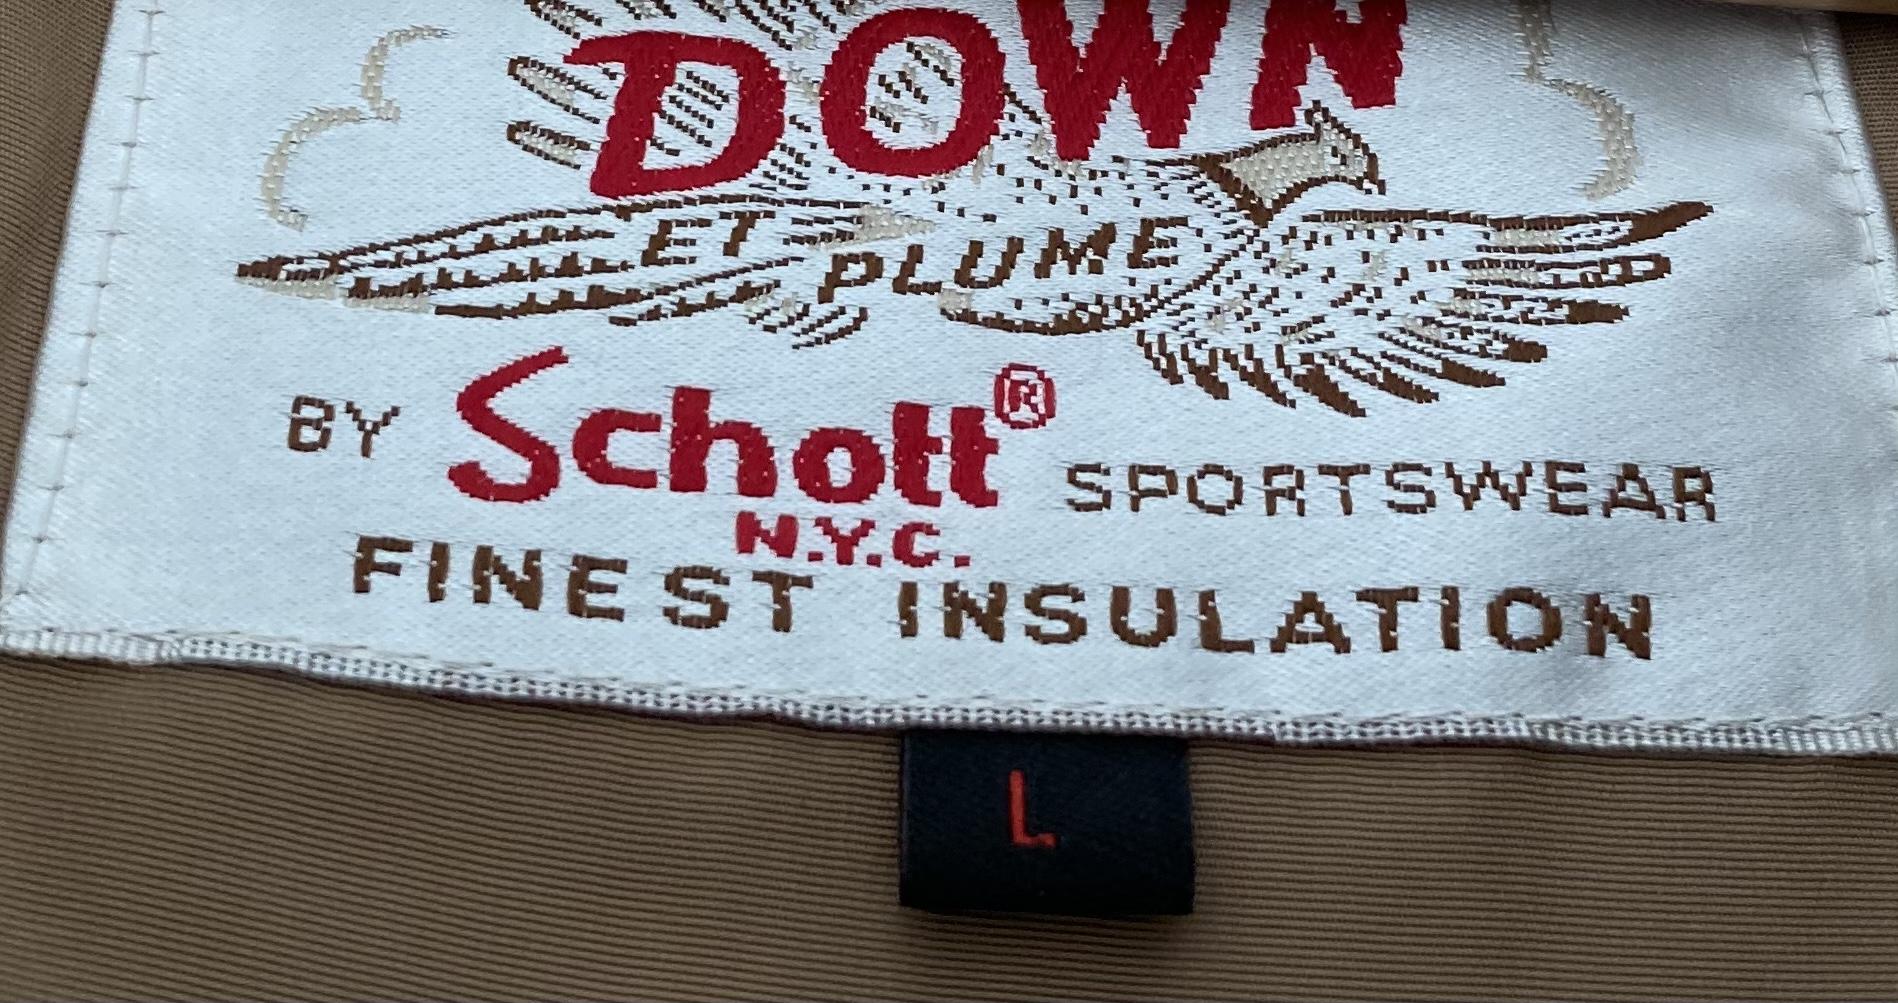 DOWN
ET PLUME
BY Schott® SPORTSWEAR
N.Y.C.
FINEST INSULATION
L